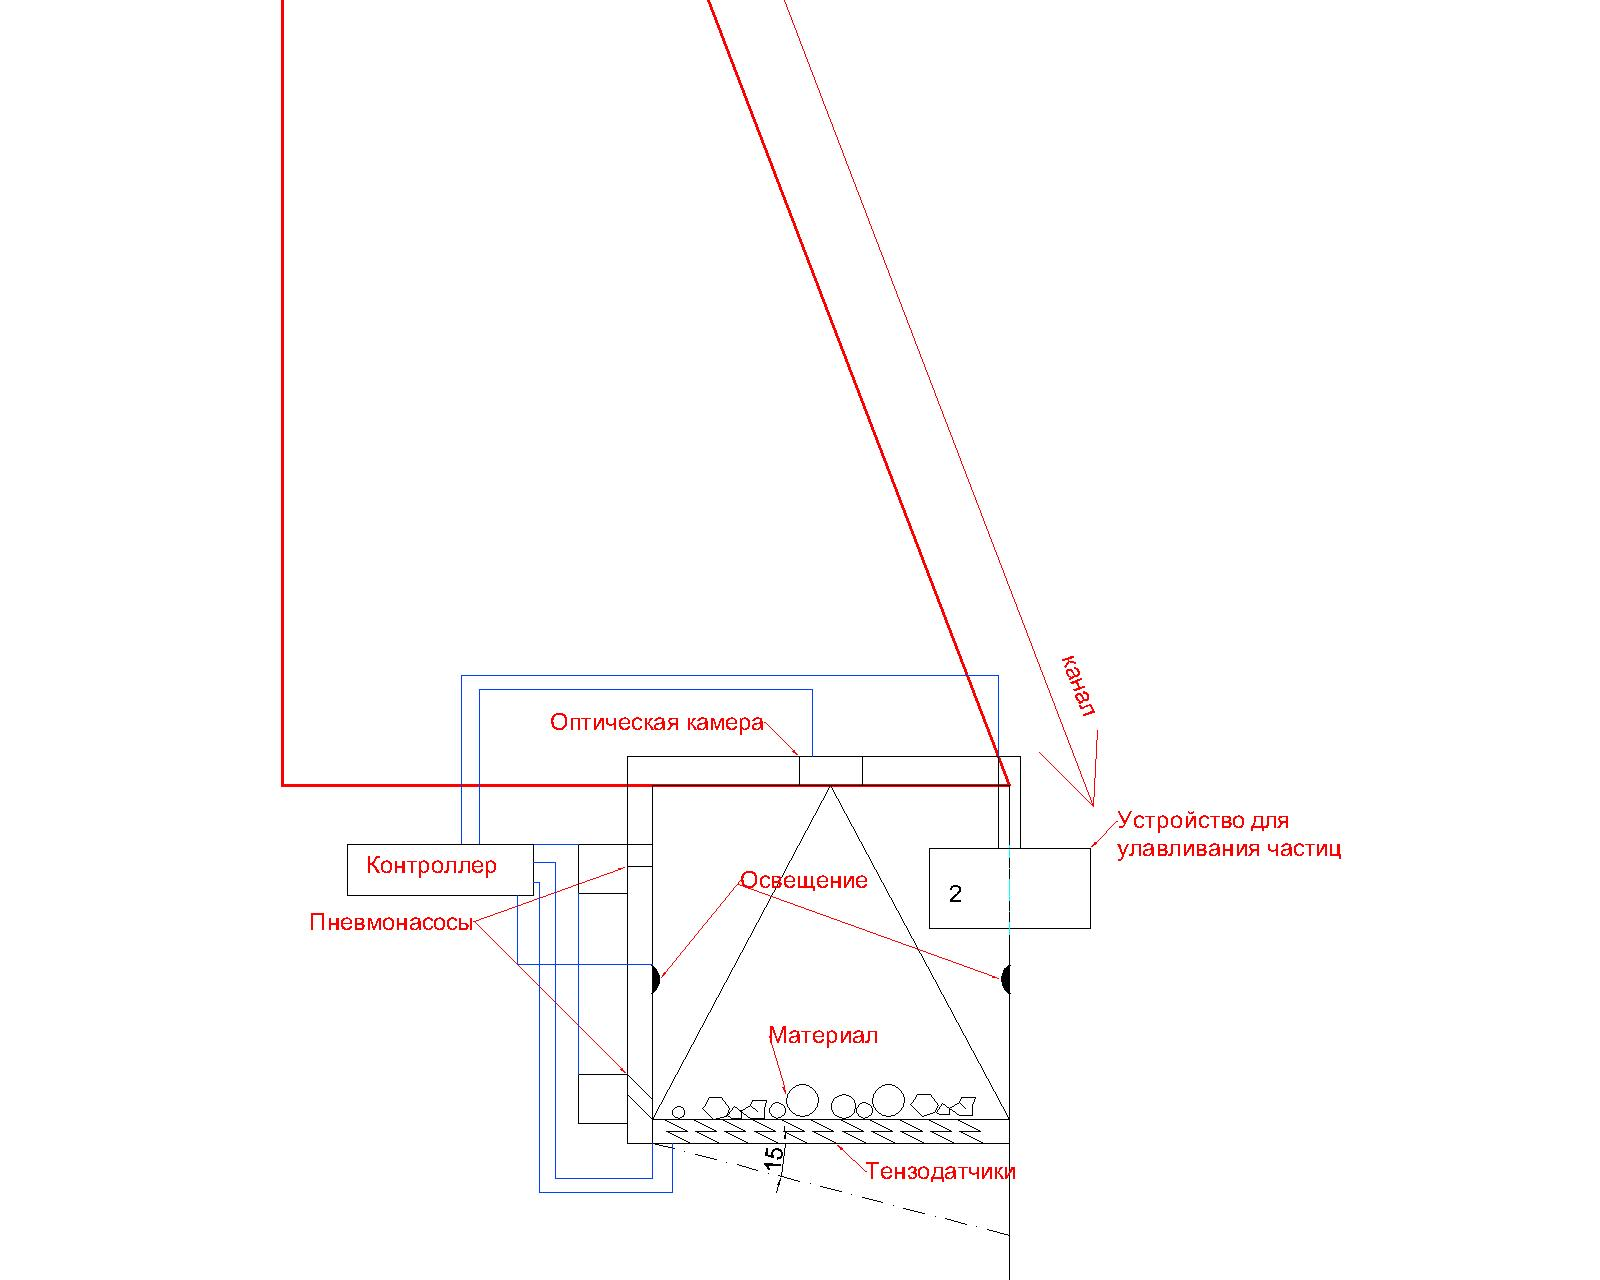 канал
Оптическая камера
Устройство для
улавливания частиц
Контроллер
Освещение
2
Пневмонасосы
Материал
15
Тензодатчики